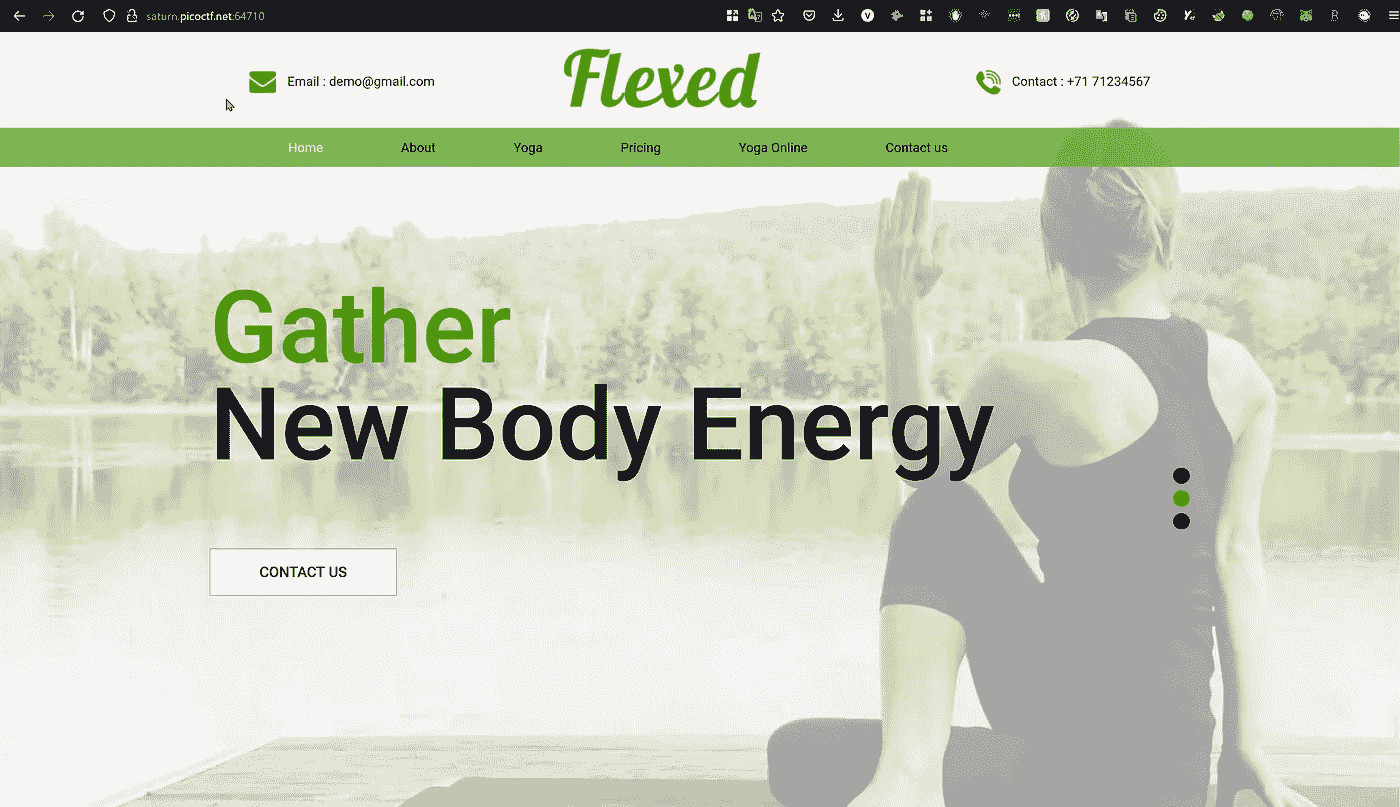 saturn.picoctf.net:64710
Email : demo@gmail.com
Flexed
Contact : +71 71234567
Home About Yoga Pricing Yoga Online Contact us
Gather
New Body Energy
CONTACT US